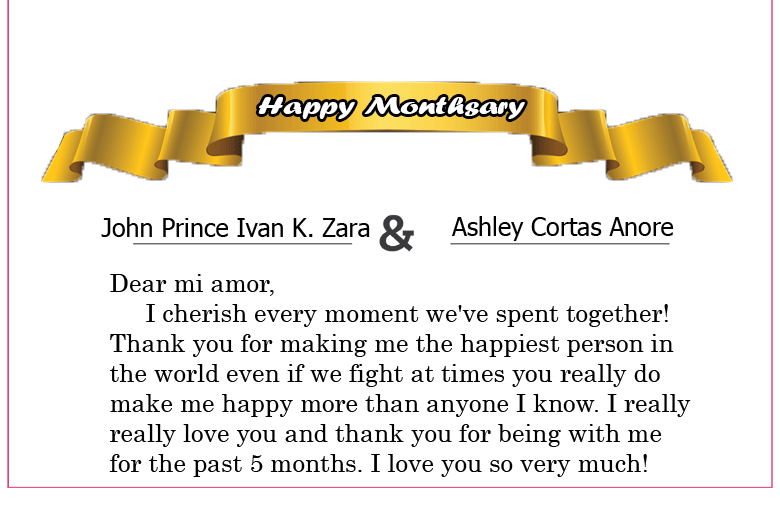 Happy Monthsary
John Prince Ivan K. Zara & Ashley Cortas Anore
Dear mi amor,
I cherish every moment we've spent together!
Thank you for making me the happiest person in
the world even if we fight at times you really do
make me happy more than anyone I know. I really
really love you and thank you for being with me
for the past 5 months. I love you so very much!